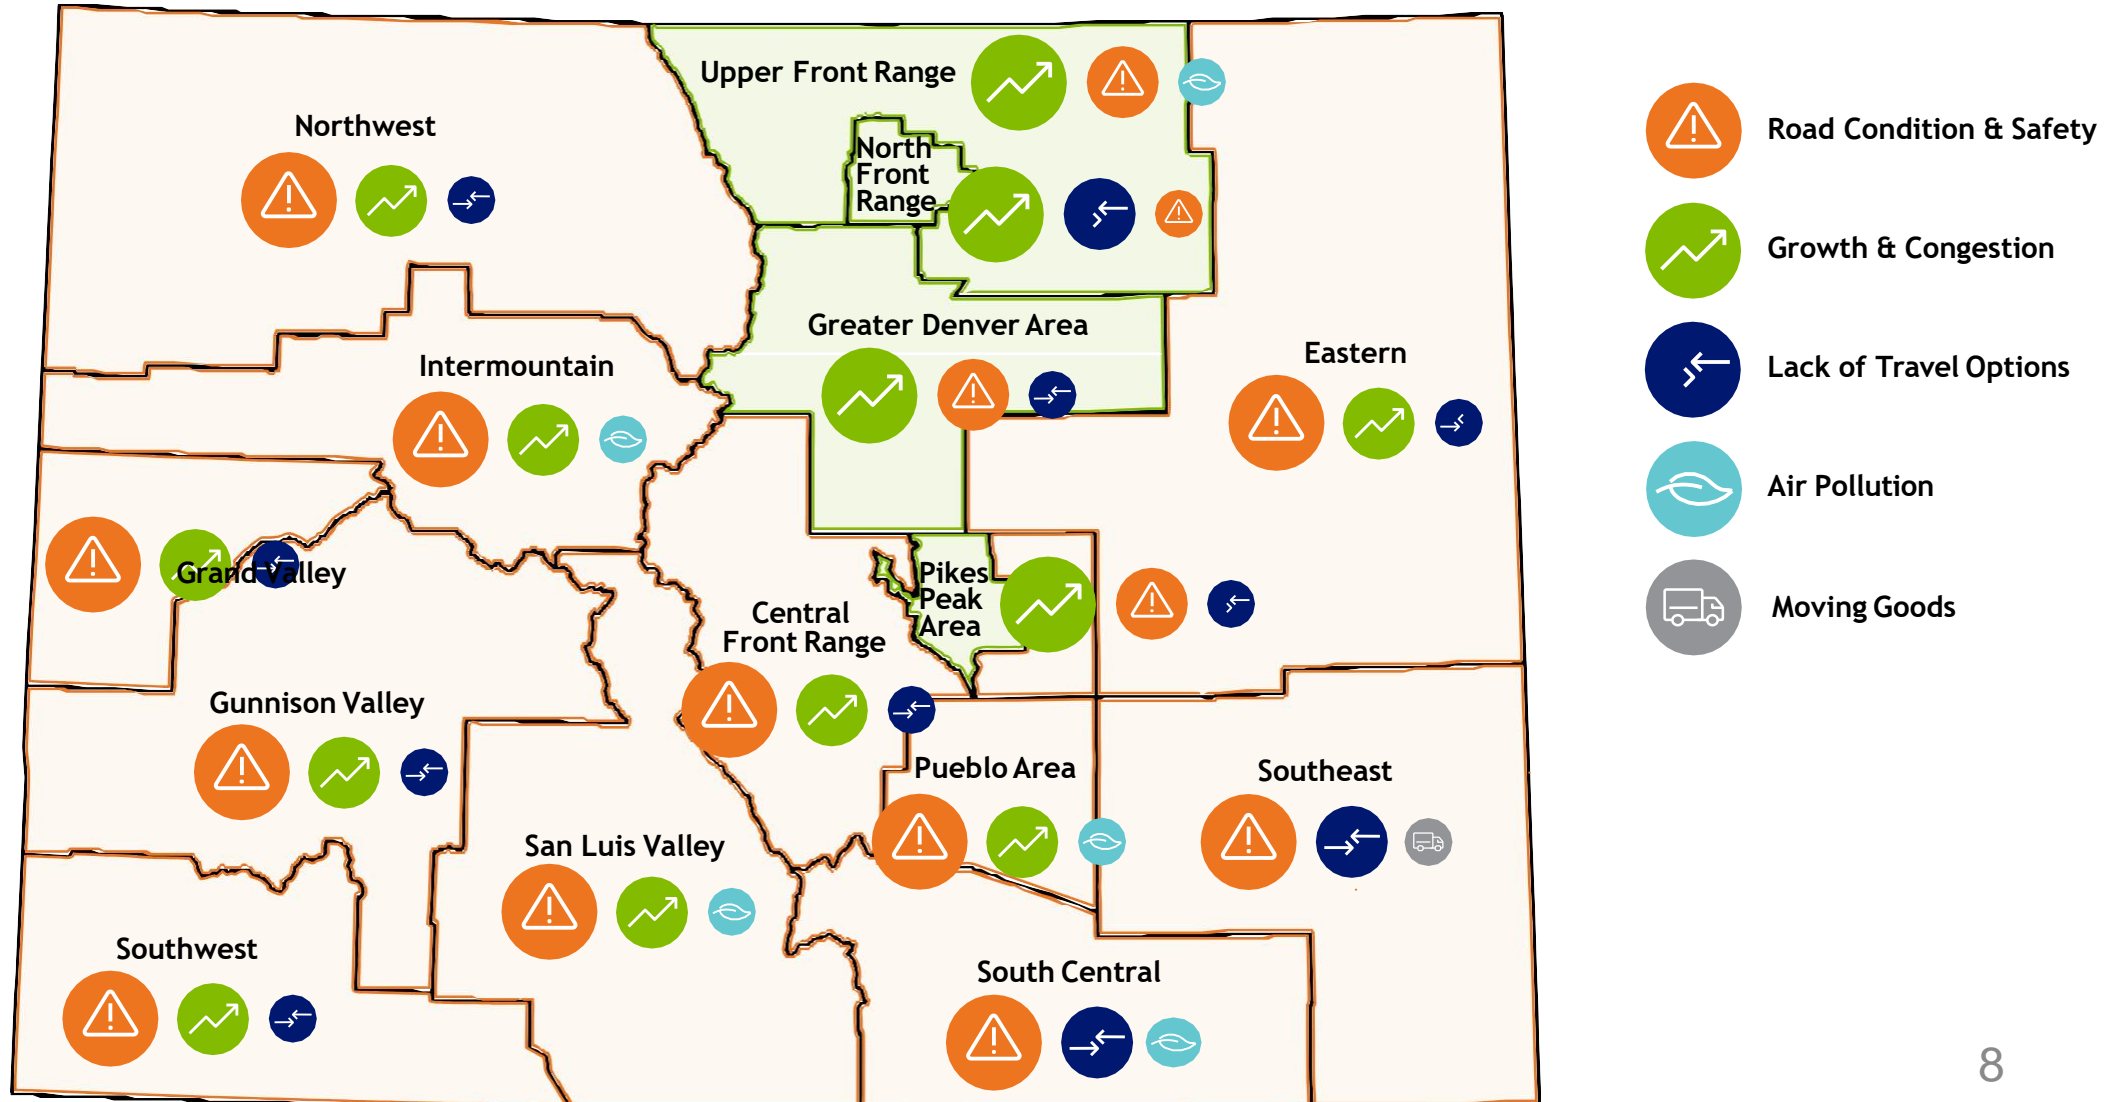 Upper Front Range
Northwest
North
Front
Range
Road Condition & Safety
Growth & Congestion
Greater Denver Area
Eastern
Intermountain
Lack of Travel Options
Air Pollution
Grand Valley
Pikes
Peak
Area
Central
Front Range
Moving Goods
Gunnison Valley
Pueblo Area
Southeast
San Luis Valley
Southwest
South Central
8